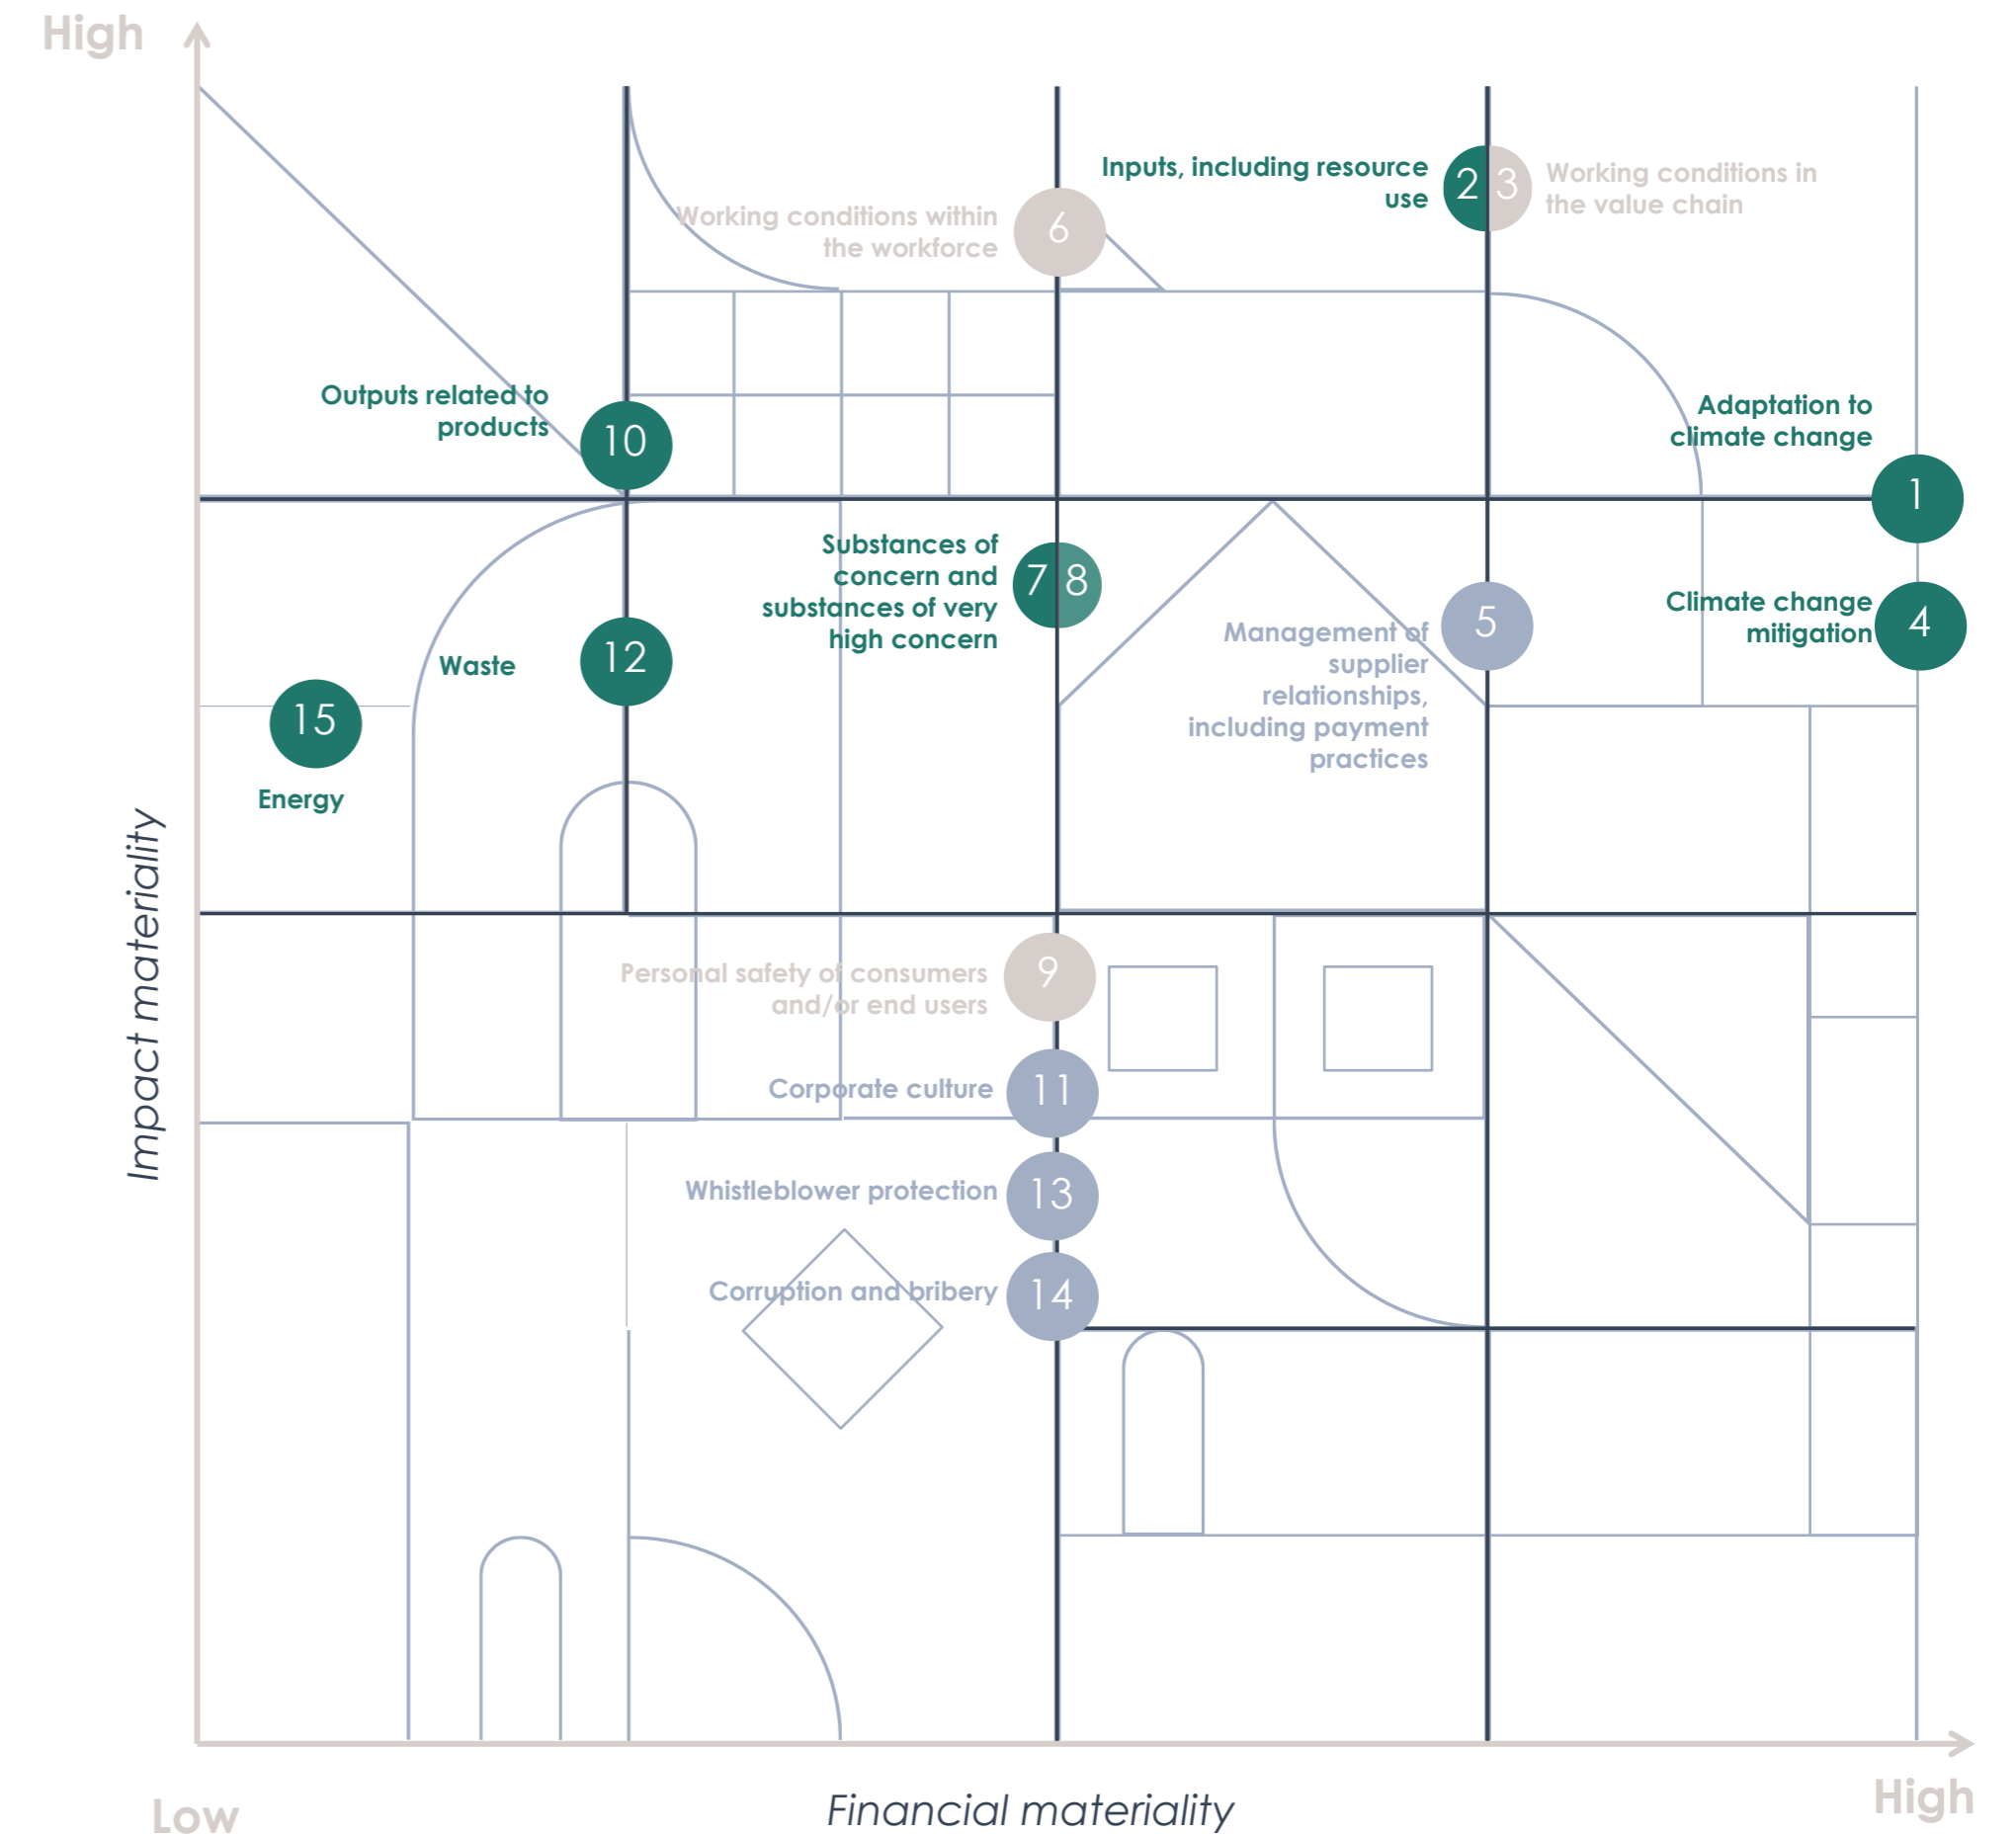 High
Inputs, including resource
use
2
3
Working conditions in
the value chain
Working conditions within
the workforce
6
Outputs related to
products
10
Adaptation to
climate change
1
Substances of
concern and
substances of very
high concern
7
8
Management of
supplier
relationships,
including payment
practices
5
Climate change
mitigation
4
Waste
12
15
Energy
Impact materiality
Personal safety of consumers
and/or end users
9
Corporate culture
11
Whistleblower protection
13
Corruption and bribery
14
Low
Financial materiality
High